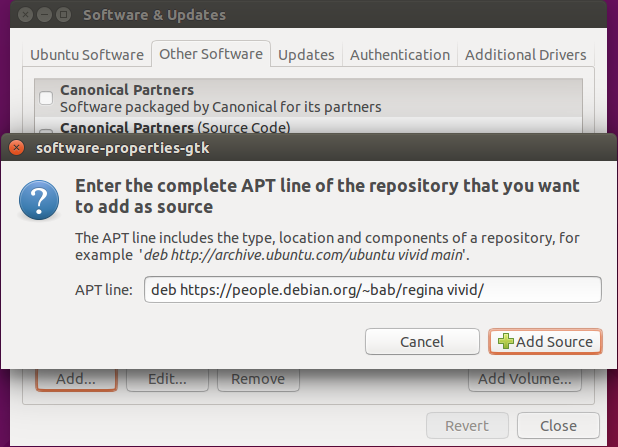 Software & Updates
Ubuntu Software Other Software Updates Authentication Additional Drivers
Canonical Partners
Software packaged by Canonical for its partners
Canonical Partners (Source Code)
software-properties-gtk
Enter the complete APT line of the repository that you want
to add as source
The APT line includes the type, location and components of a repository, for
example 'deb http://archive.ubuntu.com/ubuntu vivid main'.
APT line: deb https://people.debian.org/~bab/regina vivid/
Cancel Add Source
Add... Edit... Remove Add Volume...
Revert Close